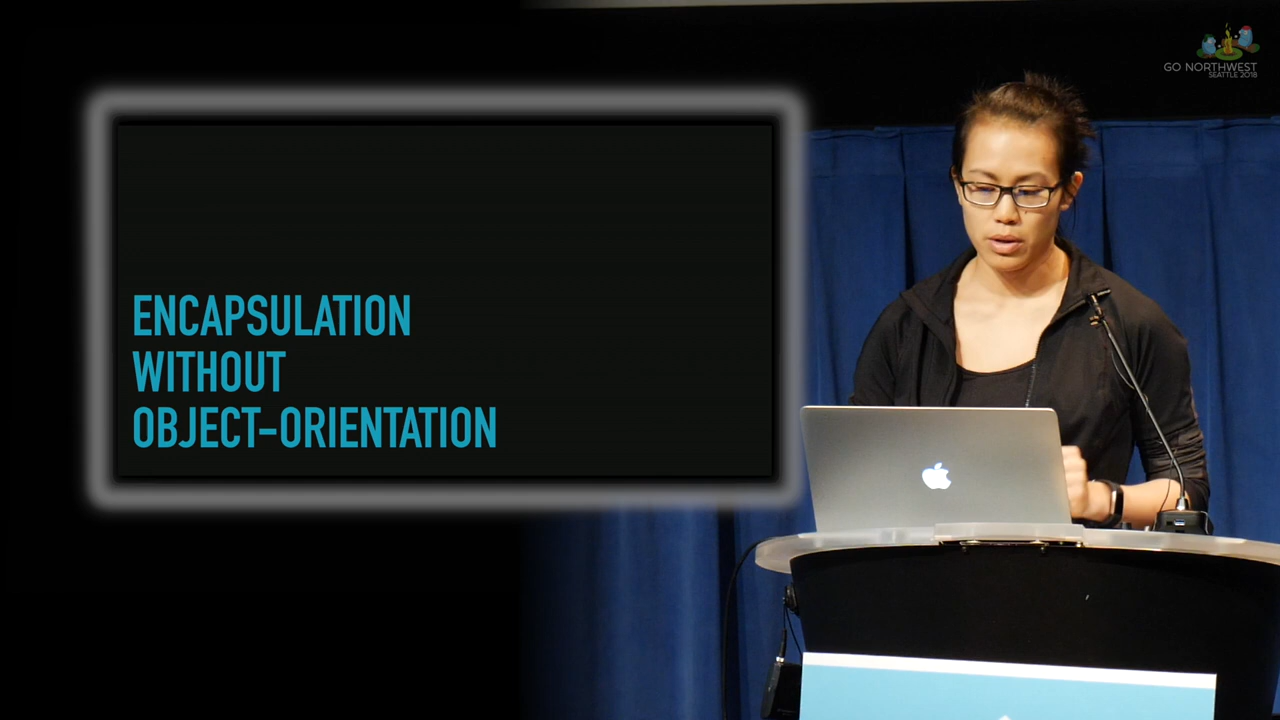 ENCAPSULATION
WITHOUT
OBJECT-ORIENTATION
GO NORTHWEST
SEATTLE 2018